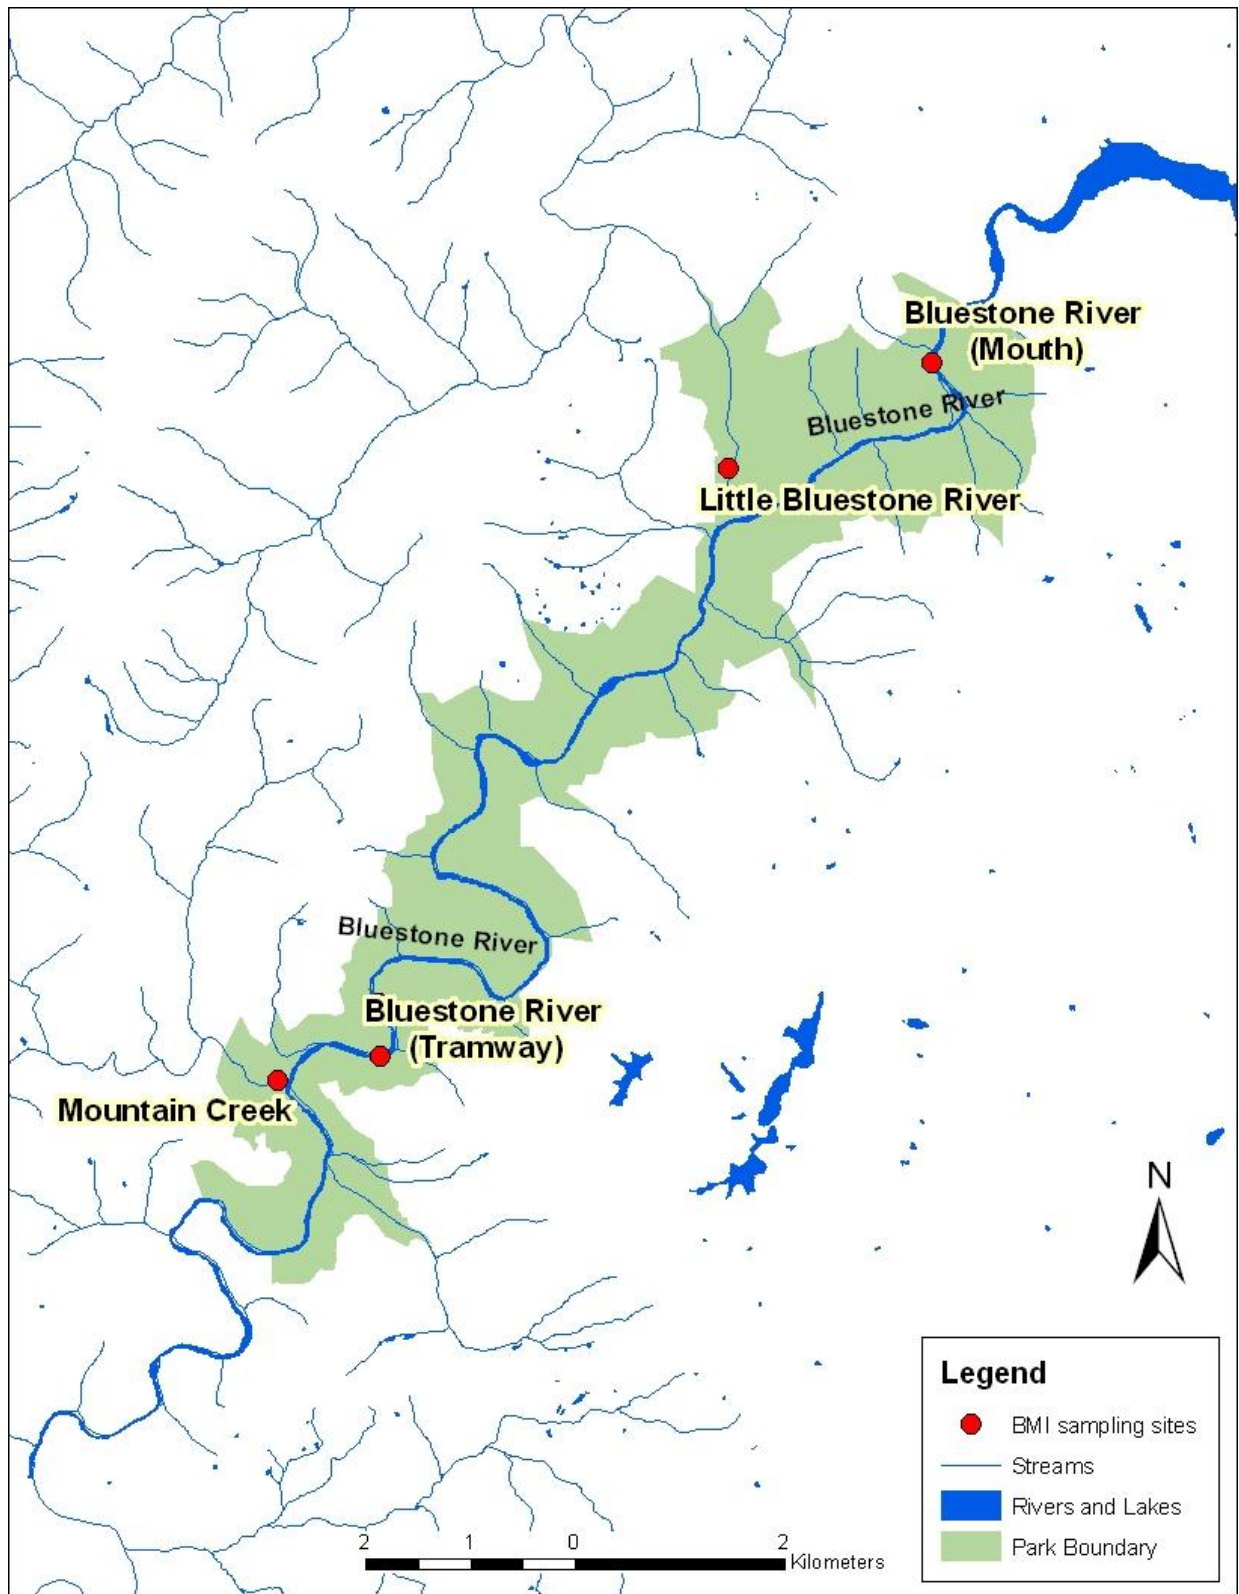 Bluestone River
(Mouth)
Bluestone River
Little Bluestone River
Bluestone River
Bluestone River
(Tramway)
Mountain Creek
N
Legend
BMI sampling sites
Streams
Rivers and Lakes
Park Boundary
2 1 0 2
Kilometers